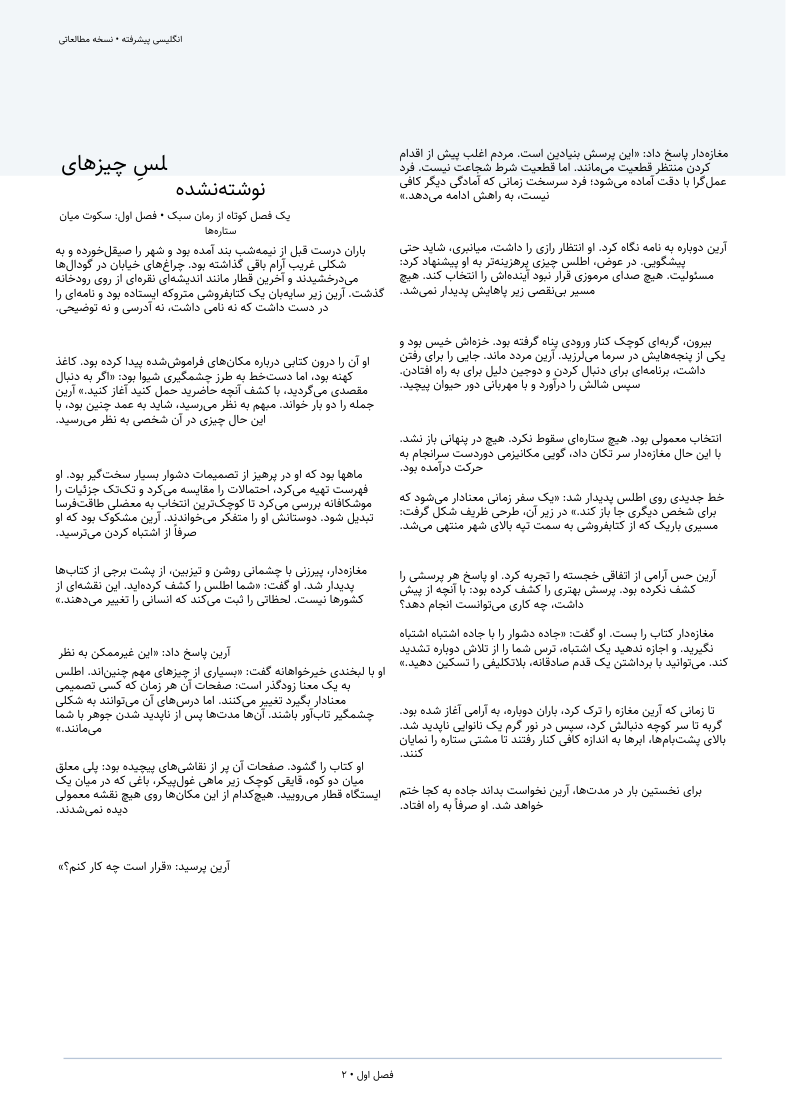 انگلیسی پیشرفته • نسخه مطالعاتی
لسِ چیزهای
نوشته‌نشده
یک فصل کوتاه از رمان سبک • فصل اول: سکوت میان
ستاره‌ها
باران درست قبل از نیمه‌شب بند آمده بود و شهر را صیقل‌خورده و به
شکلی غریب آرام باقی گذاشته بود. چراغ‌های خیابان در گودال‌ها
می‌درخشیدند و آخرین قطار مانند اندیشه‌ای نقره‌ای از روی رودخانه
گذشت. آرین زیر سایه‌بان یک کتابفروشی متروکه ایستاده بود و نامه‌ای را
در دست داشت که نه نامی داشت، نه آدرسی و نه توضیحی.
او آن را درون کتابی درباره مکان‌های فراموش‌شده پیدا کرده بود. کاغذ
کهنه بود، اما دست‌خط به طرز چشمگیری شیوا بود: «اگر به دنبال
مقصدی می‌گردید، با کشف آنچه حاضرید حمل کنید آغاز کنید.» آرین
جمله را دو بار خواند. مبهم به نظر می‌رسید، شاید به عمد چنین بود، با
این حال چیزی در آن شخصی به نظر می‌رسید.
ماهها بود که او در پرهیز از تصمیمات دشوار بسیار سخت‌گیر بود. او
فهرست تهیه می‌کرد، احتمالات را مقایسه می‌کرد و تک‌تک جزئیات را
موشکافانه بررسی می‌کرد تا کوچک‌ترین انتخاب به معضلی طاقت‌فرسا
تبدیل شود. دوستانش او را متفکر می‌خواندند. آرین مشکوک بود که او
صرفاً از اشتباه کردن می‌ترسید.
مغازه‌دار، پیرزنی با چشمانی روشن و تیزبین، از پشت برجی از کتاب‌ها
پدیدار شد. او گفت: «شما اطلس را کشف کرده‌اید. این نقشه‌ای از
کشورها نیست. لحظاتی را ثبت می‌کند که انسانی را تغییر می‌دهند.»
آرین پاسخ داد: «این غیرممکن به نظر
او با لبخندی خیرخواهانه گفت: «بسیاری از چیزهای مهم چنین‌اند. اطلس
به یک معنا زودگذر است: صفحات آن هر زمان که کسی تصمیمی
معنادار بگیرد تغییر می‌کنند. اما درس‌های آن می‌توانند به شکلی
چشمگیر تاب‌آور باشند. آن‌ها مدت‌ها پس از ناپدید شدن جوهر با شما
می‌مانند.»
او کتاب را گشود. صفحات آن پر از نقاشی‌های پیچیده بود: پلی معلق
میان دو کوه، قایقی کوچک زیر ماهی غول‌پیکر، باغی که در میان یک
ایستگاه قطار می‌رویید. هیچ‌کدام از این مکان‌ها روی هیچ نقشه معمولی
دیده نمی‌شدند.
آرین پرسید: «قرار است چه کار کنم؟»
مغازه‌دار پاسخ داد: «این پرسش بنیادین است. مردم اغلب پیش از اقدام
کردن منتظر قطعیت می‌مانند. اما قطعیت شرط شجاعت نیست. فرد
عمل‌گرا با دقت آماده می‌شود؛ فرد سرسخت زمانی که آمادگی دیگر کافی
نیست، به راهش ادامه می‌دهد.»
آرین دوباره به نامه نگاه کرد. او انتظار رازی را داشت، میانبری، شاید حتی
پیشگویی. در عوض، اطلس چیزی پرهزینه‌تر به او پیشنهاد کرد:
مسئولیت. هیچ صدای مرموزی قرار نبود آینده‌اش را انتخاب کند. هیچ
مسیر بی‌نقصی زیر پاهایش پدیدار نمی‌شد.
بیرون، گربه‌ای کوچک کنار ورودی پناه گرفته بود. خزه‌اش خیس بود و
یکی از پنجه‌هایش در سرما می‌لرزید. آرین مردد ماند. جایی را برای رفتن
داشت، برنامه‌ای برای دنبال کردن و دوجین دلیل برای به راه افتادن.
سپس شالش را درآورد و با مهربانی دور حیوان پیچید.
انتخاب معمولی بود. هیچ ستاره‌ای سقوط نکرد. هیچ در پنهانی باز نشد.
با این حال مغازه‌دار سر تکان داد، گویی مکانیزمی دوردست سرانجام به
حرکت درآمده بود.
خط جدیدی روی اطلس پدیدار شد: «یک سفر زمانی معنادار می‌شود که
برای شخص دیگری جا باز کند.» در زیر آن، طرحی ظریف شکل گرفت:
مسیری باریک که از کتابفروشی به سمت تپه بالای شهر منتهی می‌شد.
آرین حس آرامی از اتفاقی خجسته را تجربه کرد. او پاسخ هر پرسشی را
کشف نکرده بود. پرسش بهتری را کشف کرده بود: با آنچه از پیش
داشت، چه کاری می‌توانست انجام دهد؟
مغازه‌دار کتاب را بست. او گفت: «جاده دشوار را با جاده اشتباه اشتباه
نگیرید. و اجازه ندهید یک اشتباه، ترس شما را از تلاش دوباره تشدید
کند. می‌توانید با برداشتن یک قدم صادقانه، بلاتکلیفی را تسکین دهید.»
تا زمانی که آرین مغازه را ترک کرد، باران دوباره، به آرامی آغاز شده بود.
گربه تا سر کوچه دنبالش کرد، سپس در نور گرم یک نانوایی ناپدید شد.
بالای پشت‌بام‌ها، ابرها به اندازه کافی کنار رفتند تا مشتی ستاره را نمایان
کنند.
برای نخستین بار در مدت‌ها، آرین نخواست بداند جاده به کجا ختم
خواهد شد. او صرفاً به راه افتاد.
فصل اول • ۲